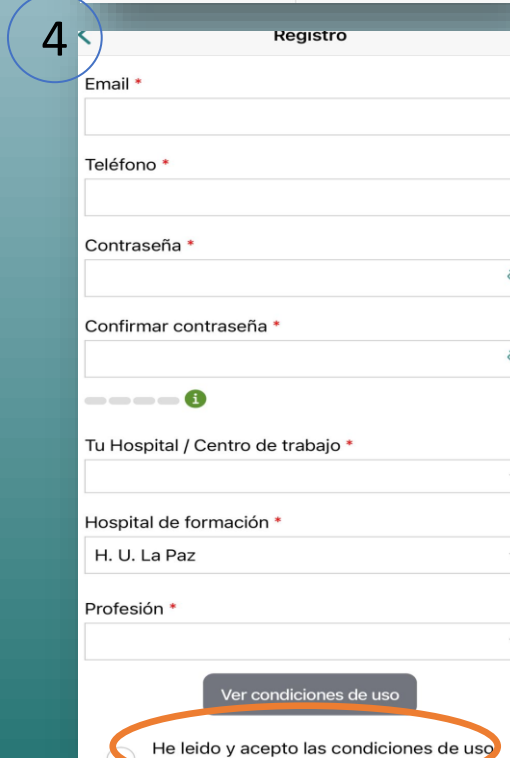 4
Registro
Email *
Teléfono *
Contraseña *
Confirmar contraseña *
i
Tu Hospital / Centro de trabajo *
Hospital de formación *
H. U. La Paz
Profesión *
Ver condiciones de uso
He leido y acepto las condiciones de uso